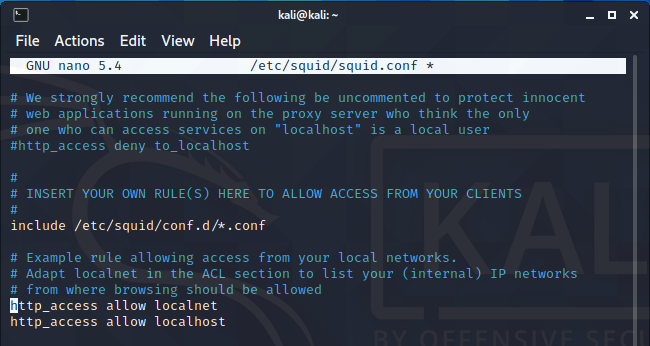 kali@kali: ~
File Actions Edit View Help
GNU nano 5.4 /etc/squid/squid.conf *
# We strongly recommend the following be uncommented to protect innocent
# web applications running on the proxy server who think the only
# one who can access services on "localhost" is a local user
#http_access deny to_localhost
#
# INSERT YOUR OWN RULE(S) HERE TO ALLOW ACCESS FROM YOUR CLIENTS
#
include /etc/squid/conf.d/*.conf
# Example rule allowing access from your local networks.
# Adapt localnet in the ACL section to list your (internal) IP networks
# from where browsing should be allowed
http_access allow localnet
http_access allow localhost
KAL
BY OFFENSIVE SECU